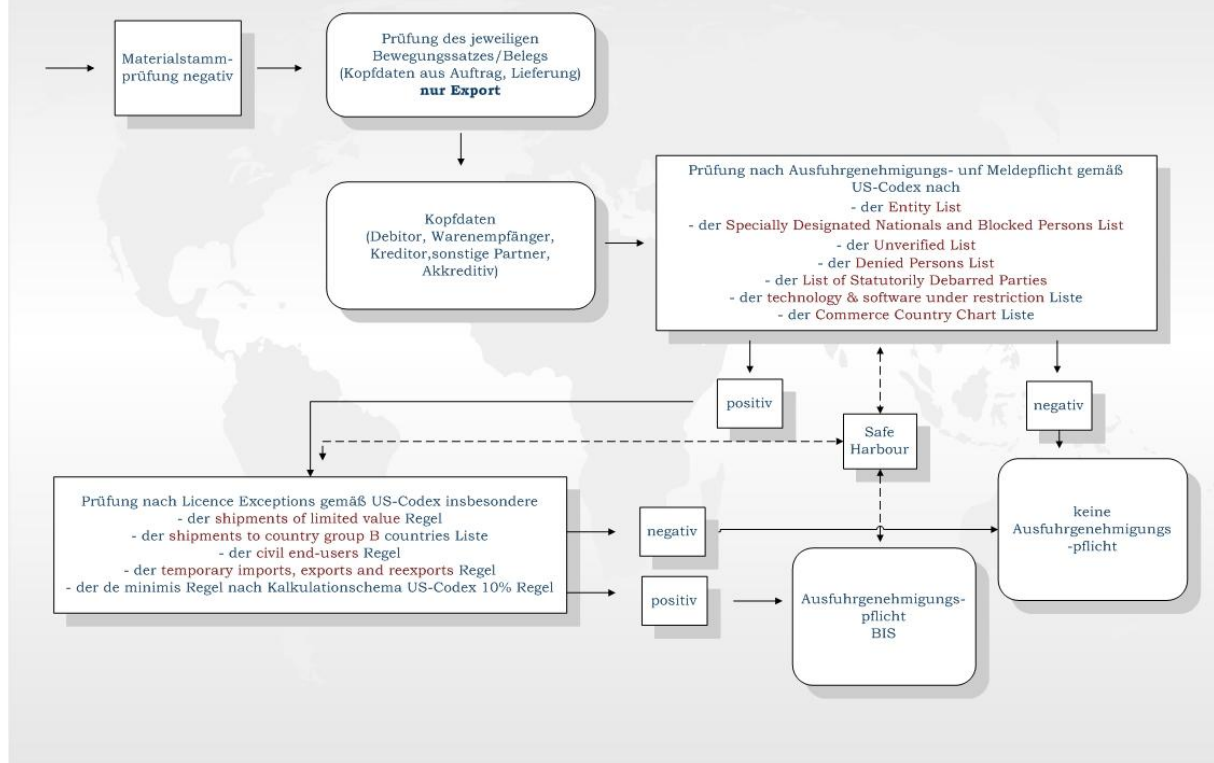 Materialstamm-
prüfung negativ
Prüfung des jeweiligen
Bewegungssatzes/Belegs
(Kopfdaten aus Auftrag, Lieferung)
nur Export
Kopfdaten
(Debitor, Warenempfänger,
Kreditor,sonstige Partner,
Akkreditiv)
Prüfung nach Ausfuhrgenehmigungs- unf Meldepflicht gemäß
US-Codex nach
- der Entity List
- der Specially Designated Nationals and Blocked Persons List
- der Unverified List
- der Denied Persons List
- der List of Statutorily Debarred Parties
- der technology & software under restriction Liste
- der Commerce Country Chart Liste
positiv
negativ
Safe
Harbour
Prüfung nach Licence Exceptions gemäß US-Codex insbesondere
- der shipments of limited value Regel
- der shipments to country group B countries Liste
- der civil end-users Regel
- der temporary imports, exports and reexports Regel
- der de minimis Regel nach Kalkulationschema US-Codex 10% Regel
negativ
positiv
Ausfuhrgenehmigungs-
pflicht
BIS
keine
Ausfuhrgenehmigungs
-pflicht